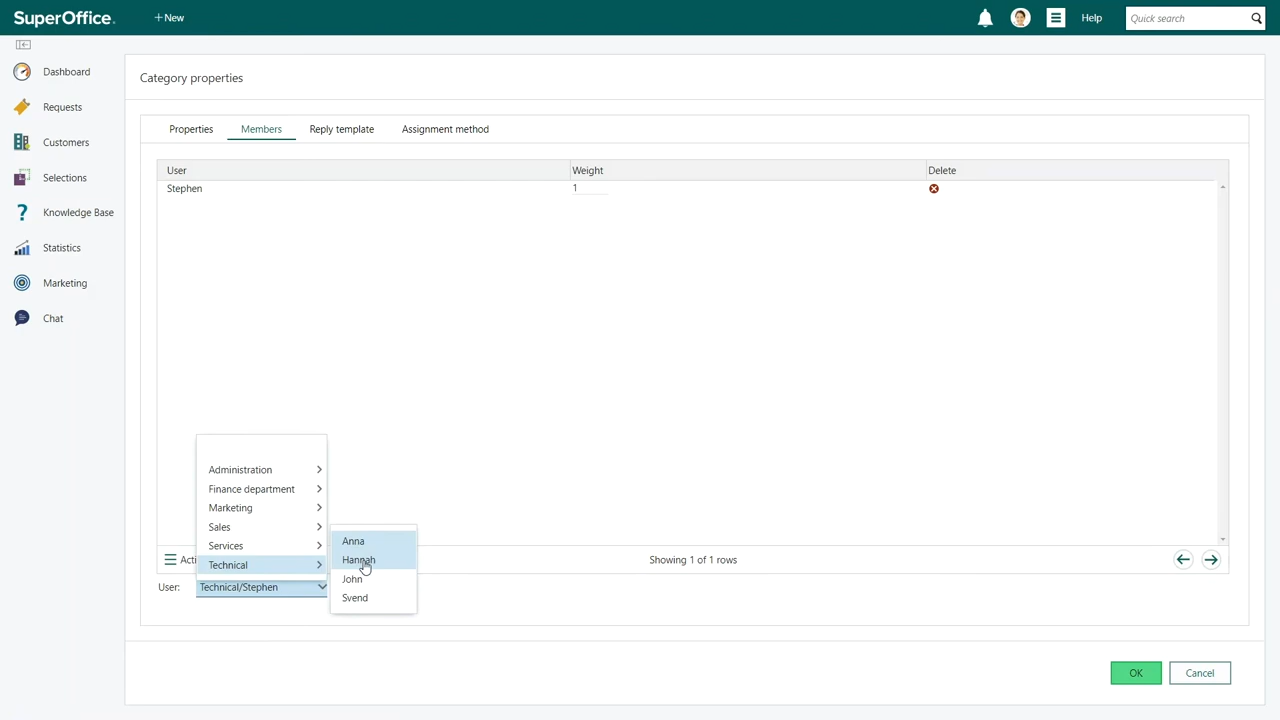 SuperOffice.
+ New
Help
Quick search
Dashboard
Requests
Customers
Selections
Knowledge Base
Statistics
Marketing
Chat
Category properties
Properties
Members
Reply template
Assignment method
User
Weight
Delete
Stephen
1
Administration
Finance department
Marketing
Sales
Services
Technical
Anna
Hannah
John
Svend
Acti
Showing 1 of 1 rows
User:
Technical/Stephen
OK
Cancel